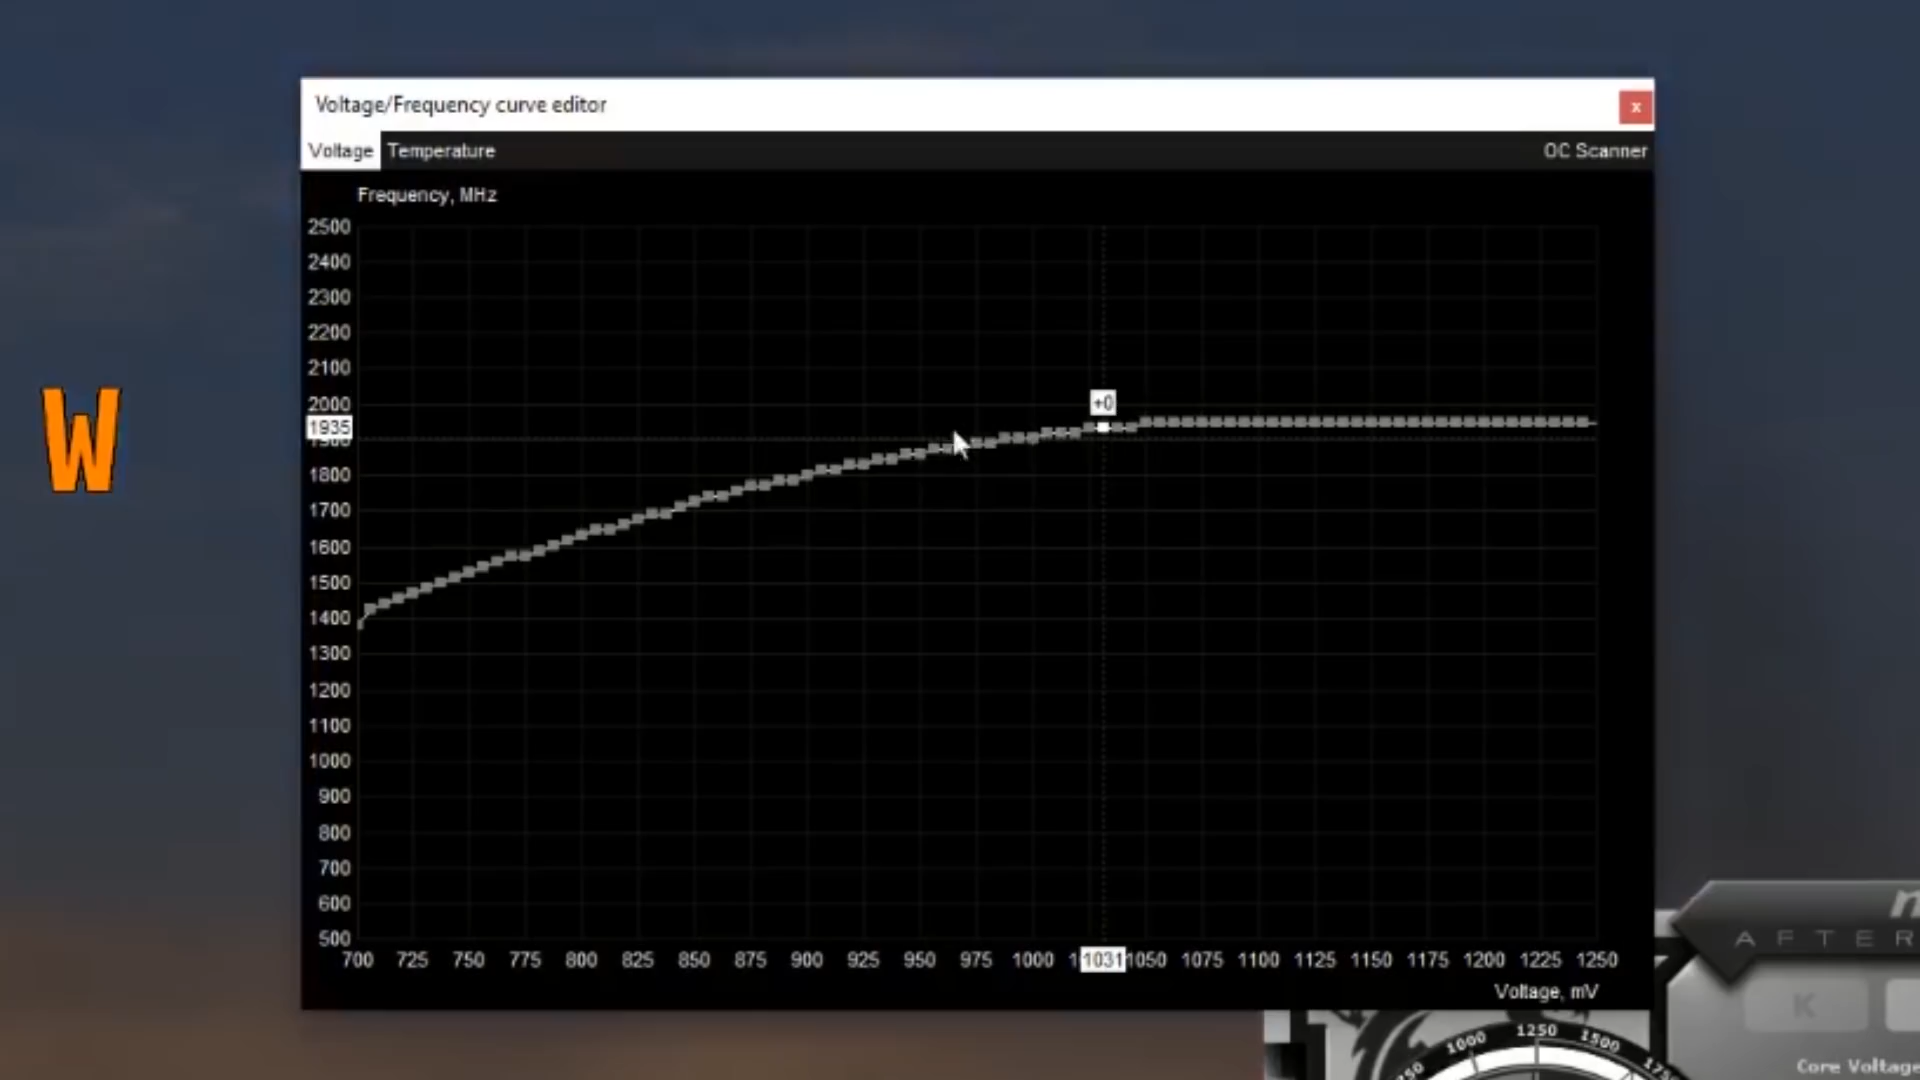 Voltage/Frequency curve editor
x
Voltage Temperature OC Scanner
Frequency, MHz
2500
2400
2300
2200
2100
2000
1935
1800
1700
1600
1500
1400
1300
1200
1100
1000
900
800
700
600
500
+0
W
700 725 750 775 800 825 850 875 900 925 950 975 1000 1031 1050 1075 1100 1125 1150 1175 1200 1225 1250
Voltage, mV
AFTER
K
1000 1250 1500
Core Voltage